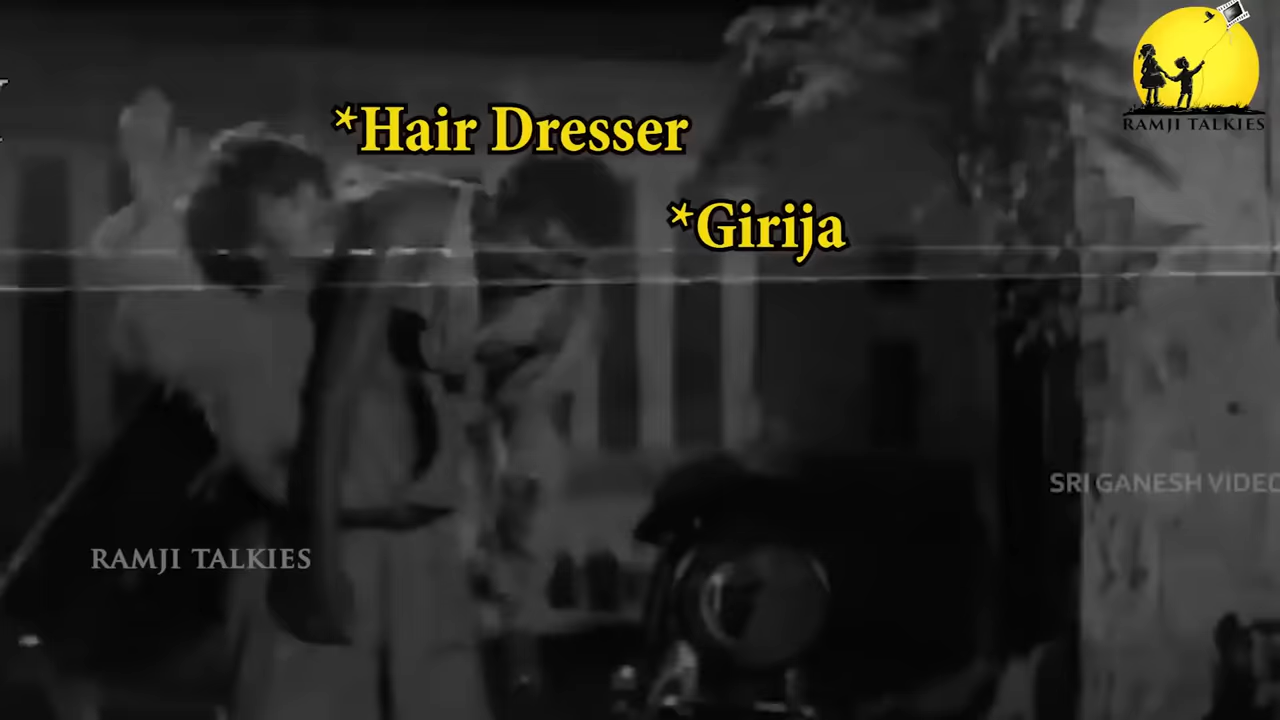 *Hair Dresser
*Girija
RAMJI TALKIES
SRI GANESH VIDEO
RAMJI TALKIES